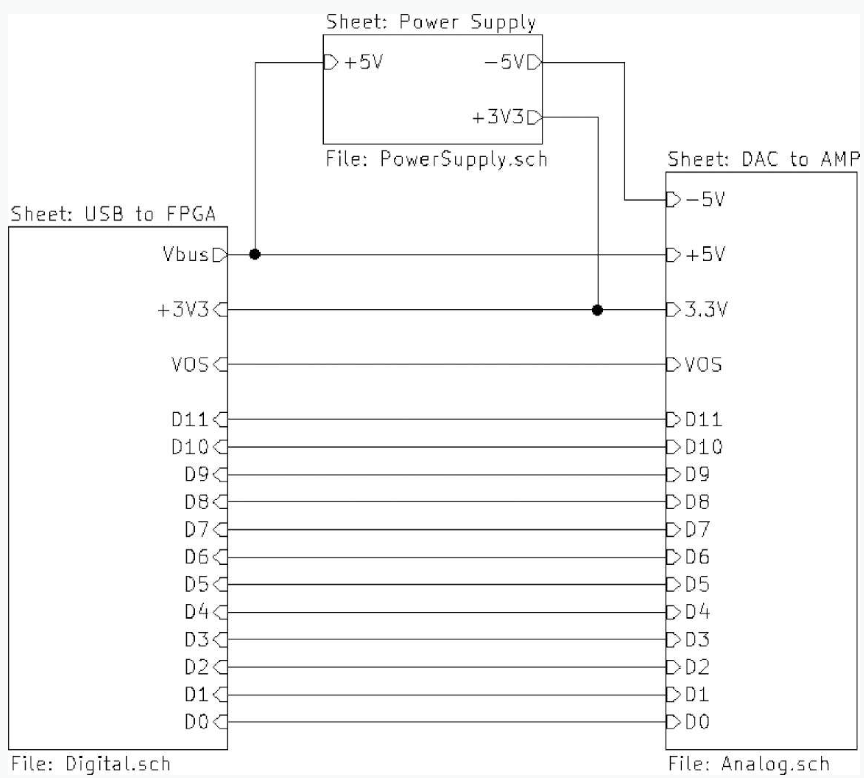 Sheet: Power Supply
+5V
-5V
+3V3
File: PowerSupply.sch
Sheet: DAC to AMP
-5V
+5V
3.3V
VOS
D11
D10
D9
D8
D7
D6
D5
D4
D3
D2
D1
D0
File: Analog.sch
Sheet: USB to FPGA
Vbus
+3V3
VOS
D11
D10
D9
D8
D7
D6
D5
D4
D3
D2
D1
D0
File: Digital.sch